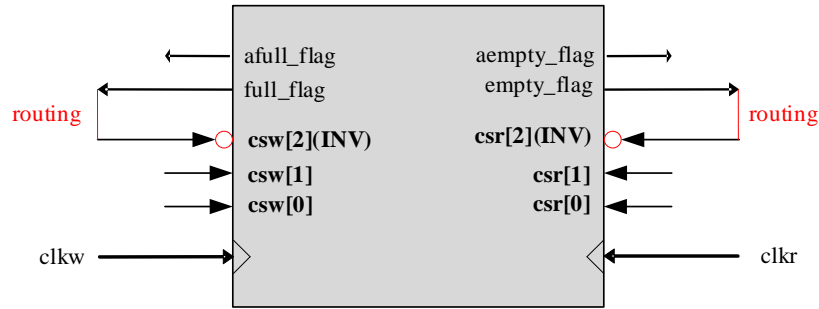 afull_flag aempty_flag
full_flag empty_flag
routing routing
csw[2](INV) csr[2](INV)
csw[1] csr[1]
csw[0] csr[0]
clkw clkr